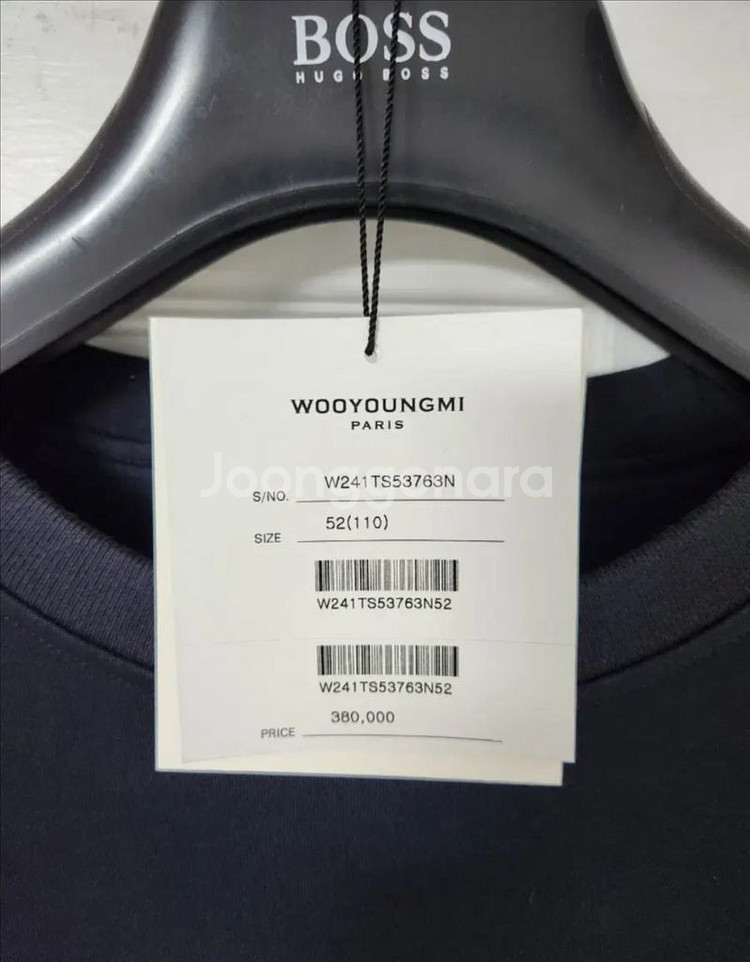 BOSS
HUGO BOSS
WOOYOUNGMI
PARIS
Joonggonara
S/NO. W241TS53763N
SIZE 52(110)
W241TS53763N52
W241TS53763N52
PRICE 380,000